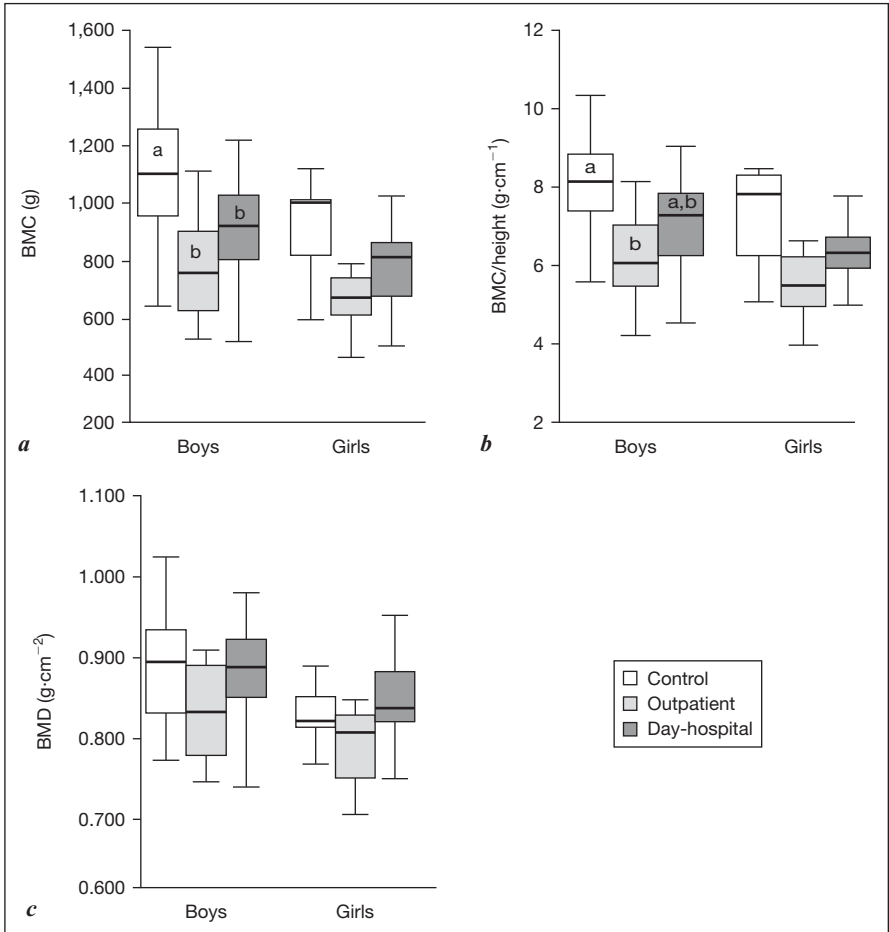 1,600
1,400
1,200
1,000
800
600
400
200
BMC (g)
a
b
b
Boys
Girls
a
12
10
8
6
4
2
BMC/height (g·cm−1)
a
b
a,b
Boys
Girls
b
1.100
1.000
0.900
0.800
0.700
0.600
BMD (g·cm−2)
Boys
Girls
c
Control
Outpatient
Day-hospital